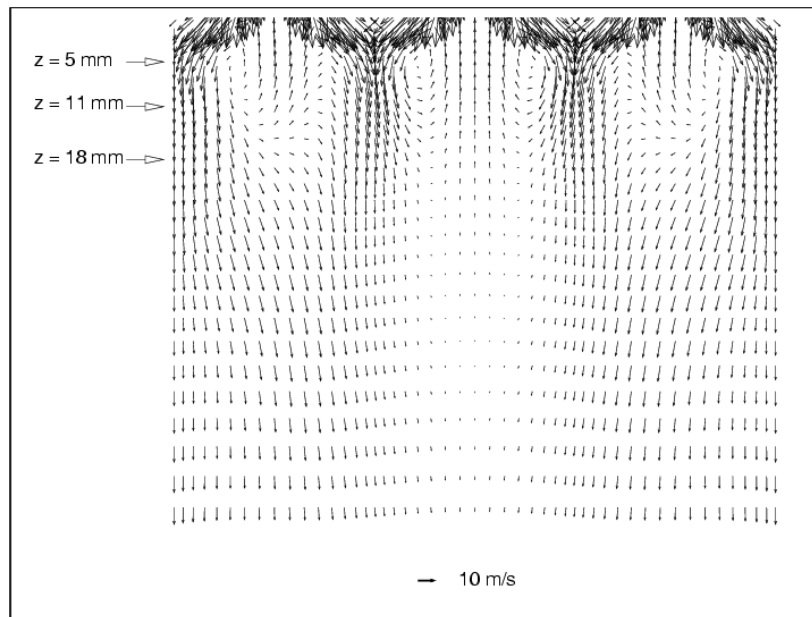 z = 5 mm
z = 11 mm
z = 18 mm
10 m/s